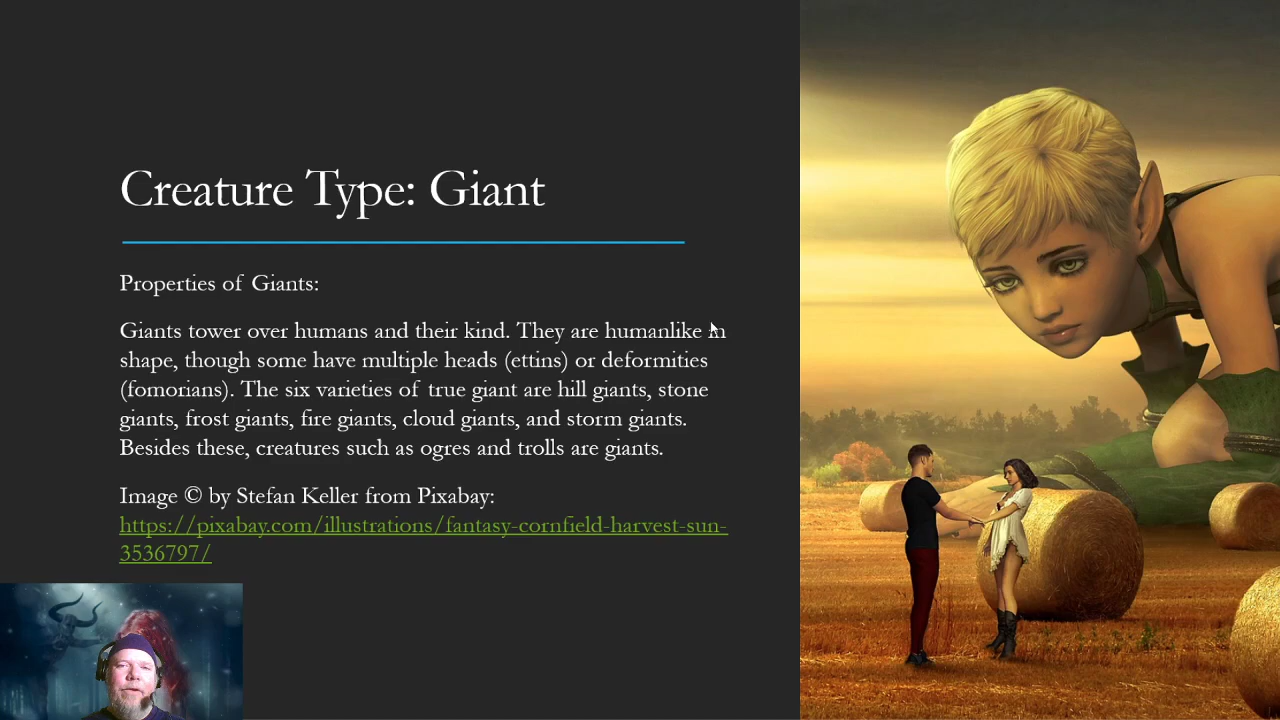 Creature Type: Giant
Properties of Giants:
Giants tower over humans and their kind. They are humanlike in
shape, though some have multiple heads (ettins) or deformities
(fomorians). The six varieties of true giant are hill giants, stone
giants, frost giants, fire giants, cloud giants, and storm giants.
Besides these, creatures such as ogres and trolls are giants.
Image © by Stefan Keller from Pixabay:
https://pixabay.com/illustrations/fantasy-cornfield-harvest-sun-
3536797/